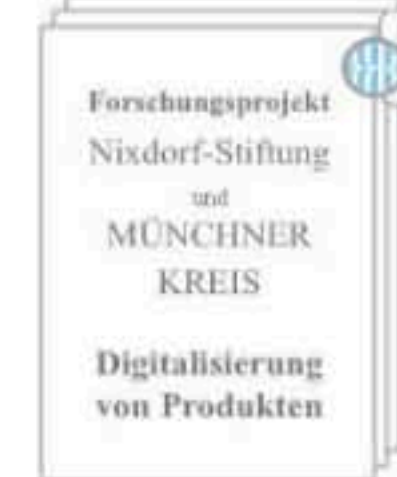 Forschungsprojekt
Nixdorf-Stiftung
und
MÜNCHNER
KREIS
Digitalisierung
von Produkten